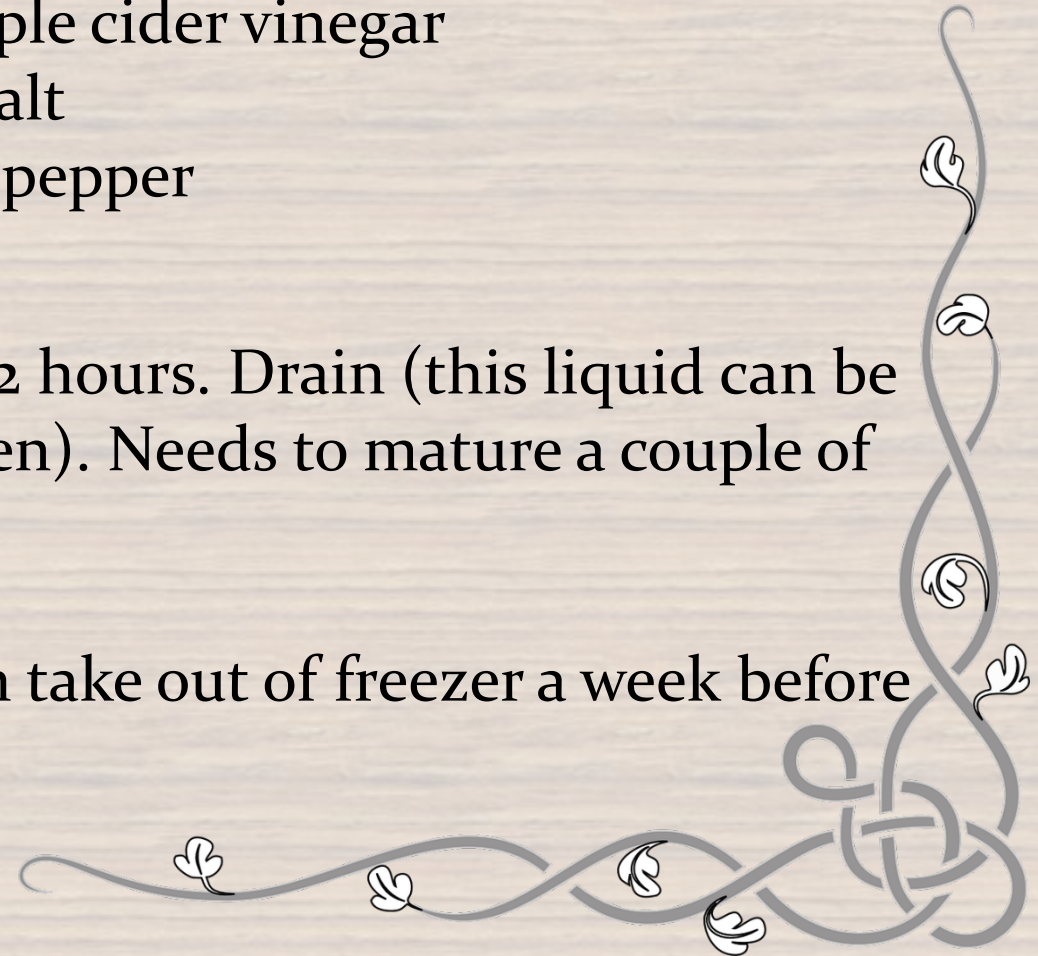 ple cider vinegar
alt
pepper
2 hours. Drain (this liquid can be
en). Needs to mature a couple of
take out of freezer a week before